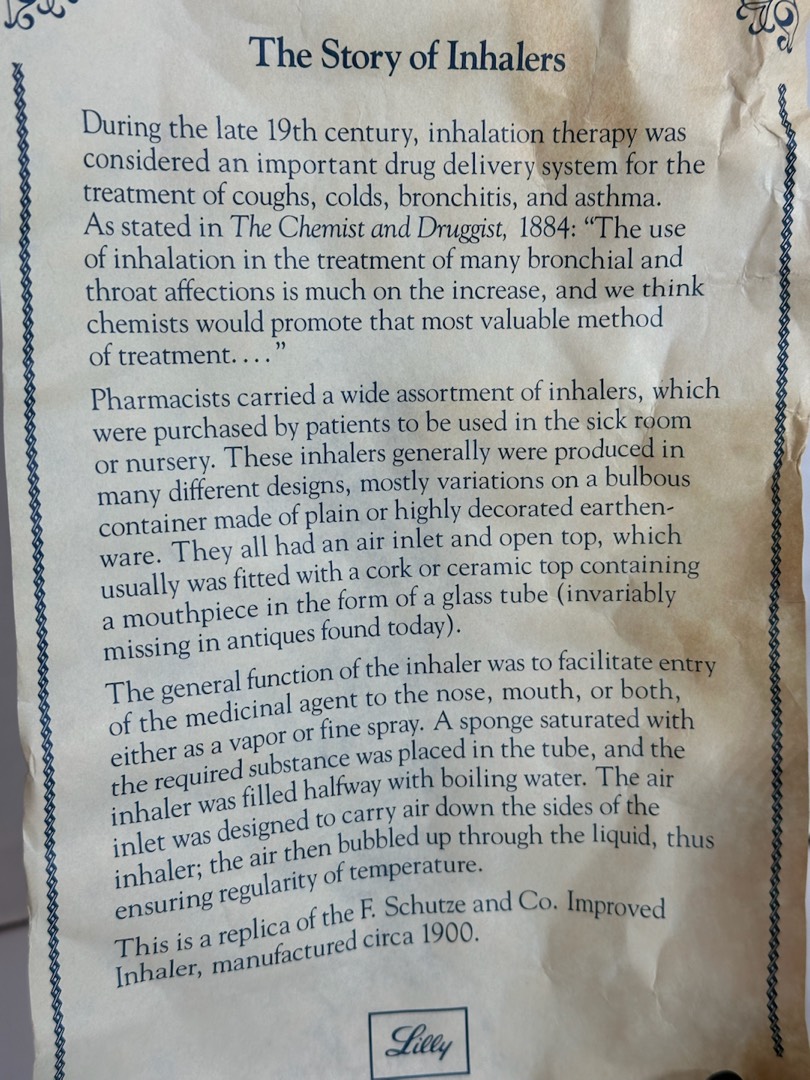 The Story of Inhalers
During the late 19th century, inhalation therapy was
considered an important drug delivery system for the
treatment of coughs, colds, bronchitis, and asthma.
As stated in The Chemist and Druggist, 1884: “The use
of inhalation in the treatment of many bronchial and
throat affections is much on the increase, and we think
chemists would promote that most valuable method
of treatment. . . .”
Pharmacists carried a wide assortment of inhalers, which
were purchased by patients to be used in the sick room
or nursery. These inhalers generally were produced in
many different designs, mostly variations on a bulbous
container made of plain or highly decorated earthen-
ware. They all had an air inlet and open top, which
usually was fitted with a cork or ceramic top containing
a mouthpiece in the form of a glass tube (invariably
missing in antiques found today).
The general function of the inhaler was to facilitate entry
of the medicinal agent to the nose, mouth, or both,
either as a vapor or fine spray. A sponge saturated with
the required substance was placed in the tube, and the
inhaler was filled halfway with boiling water. The air
inlet was designed to carry air down the sides of the
inhaler; the air then bubbled up through the liquid, thus
ensuring regularity of temperature.
This is a replica of the F. Schutze and Co. Improved
Inhaler, manufactured circa 1900.
Lilly